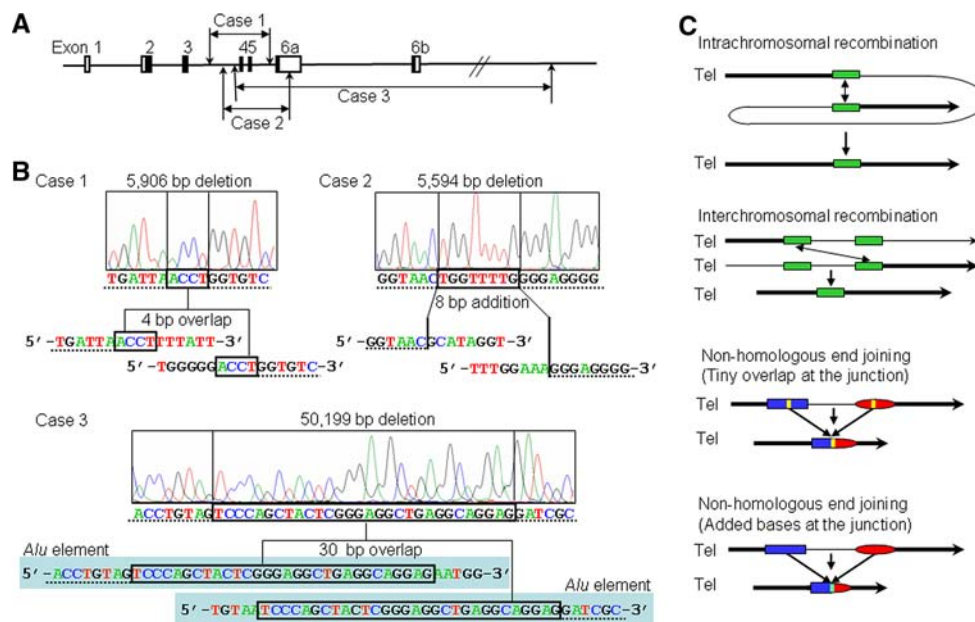 A
Case 1
Exon 1 2 3 45 6a 6b
Case 3
Case 2
B
Case 1
5,906 bp deletion
TGATTAACCTGGTGTC
4 bp overlap
5′-TGATTAACCTTTTATT-3′
5′-TGGGGGACCTGGTGTC-3′
Case 2
5,594 bp deletion
GGTAACTGGTTTTGGGGAGGGG
8 bp addition
5′-GGTAACGCATAGGT-3′
5′-TTTGGAAAGGGAGGGG-3′
Case 3
50,199 bp deletion
ACCTGTAGTCCCAGCTACTCGGGAGGCTGAGGCAGGAGGATCGC
Alu element
30 bp overlap
5′-ACCTGTAGTCCCAGCTACTCGGGAGGCTGAGGCAGGAGAATGG-3′
Alu element
5′-TGTAATCCCAGCTACTCGGGAGGCTGAGGCAGGAGGATCGC-3′
C
Intrachromosomal recombination
Tel
Tel
Interchromosomal recombination
Tel
Tel
Tel
Non-homologous end joining
(Tiny overlap at the junction)
Tel
Tel
Non-homologous end joining
(Added bases at the junction)
Tel
Tel